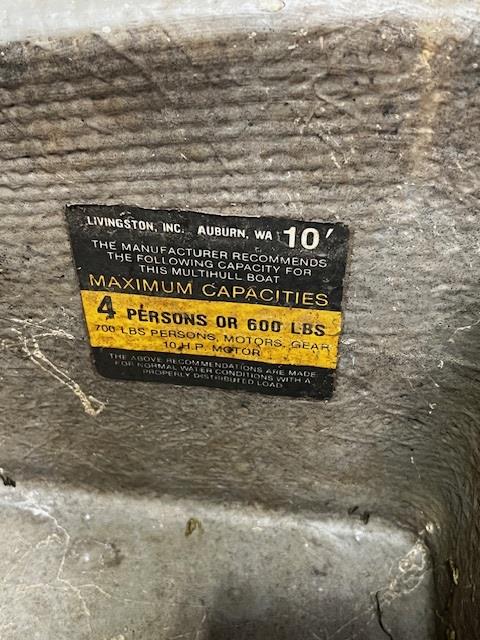 LIVINGSTON, INC. AUBURN, WA 10'
THE MANUFACTURER RECOMMENDS
THE FOLLOWING CAPACITY FOR
THIS MULTIHULL BOAT
MAXIMUM CAPACITIES
4 PERSONS OR 600 LBS
700 LBS PERSONS, MOTORS, GEAR
10 H.P. MOTOR
THE ABOVE RECOMMENDATIONS ARE MADE
FOR NORMAL WATER CONDITIONS WITH A
PROPERLY DISTRIBUTED LOAD